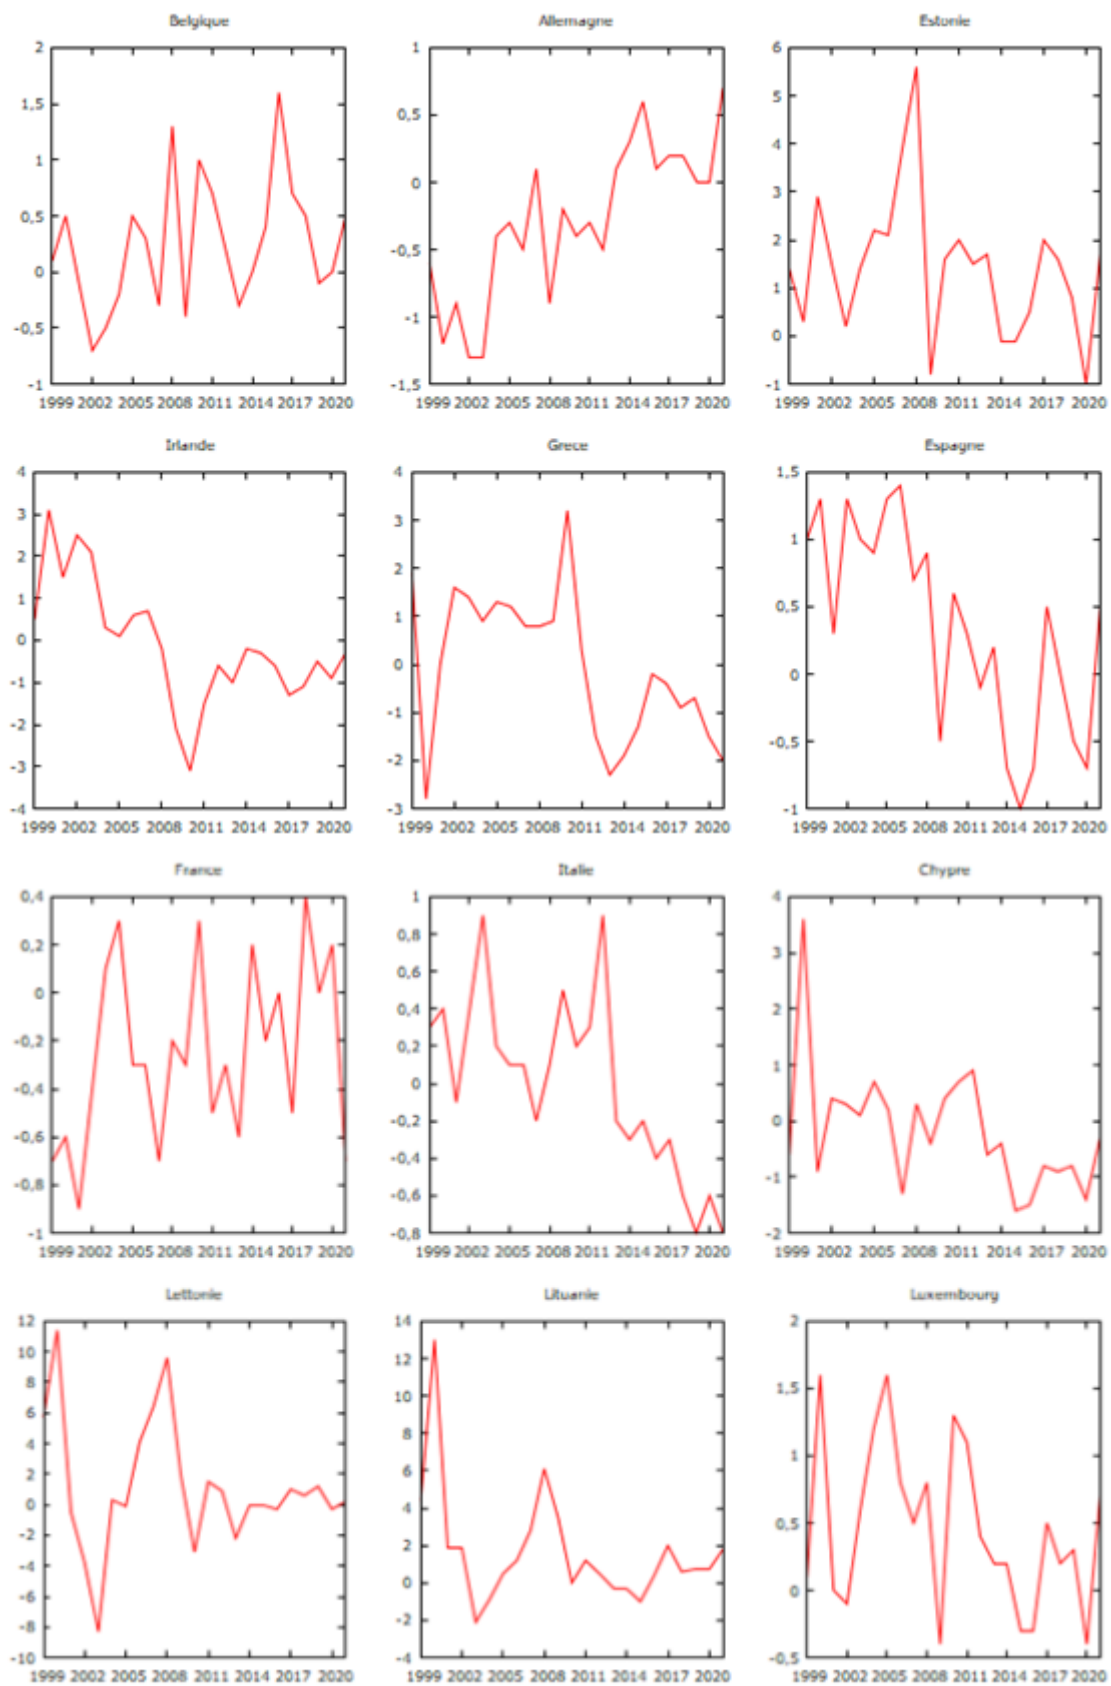 Belgique Allemagne Estonie
2 1 6
1,5 0,5 5
1 0 4
0,5 -0,5 3
0 -1 2
-0,5 -1,5 1
-1 0
-1
1999 2002 2005 2008 2011 2014 2017 2020 1999 2002 2005 2008 2011 2014 2017 2020 1999 2002 2005 2008 2011 2014 2017 2020
Irlande Grece Espagne
4 4 1,5
3 3 1
2 2 0,5
1 1 0
0 0 -0,5
-1 -1 -1
-2 -2
-3 -3
-4
1999 2002 2005 2008 2011 2014 2017 2020 1999 2002 2005 2008 2011 2014 2017 2020 1999 2002 2005 2008 2011 2014 2017 2020
France Italie Chypre
0,4 1 4
0,2 0,8 3
0 0,6 2
-0,2 0,4 1
-0,4 0,2 0
-0,6 0 -1
-0,8 -0,2 -2
-1 -0,4
-0,6
-0,8
1999 2002 2005 2008 2011 2014 2017 2020 1999 2002 2005 2008 2011 2014 2017 2020 1999 2002 2005 2008 2011 2014 2017 2020
Lettonie Lituanie Luxembourg
12 14 2
10 12 1,5
8 10 1
6 8 0,5
4 6 0
2 4 -0,5
0 2
-2 0
-4 -2
-6 -4
-8
-10
1999 2002 2005 2008 2011 2014 2017 2020 1999 2002 2005 2008 2011 2014 2017 2020 1999 2002 2005 2008 2011 2014 2017 2020